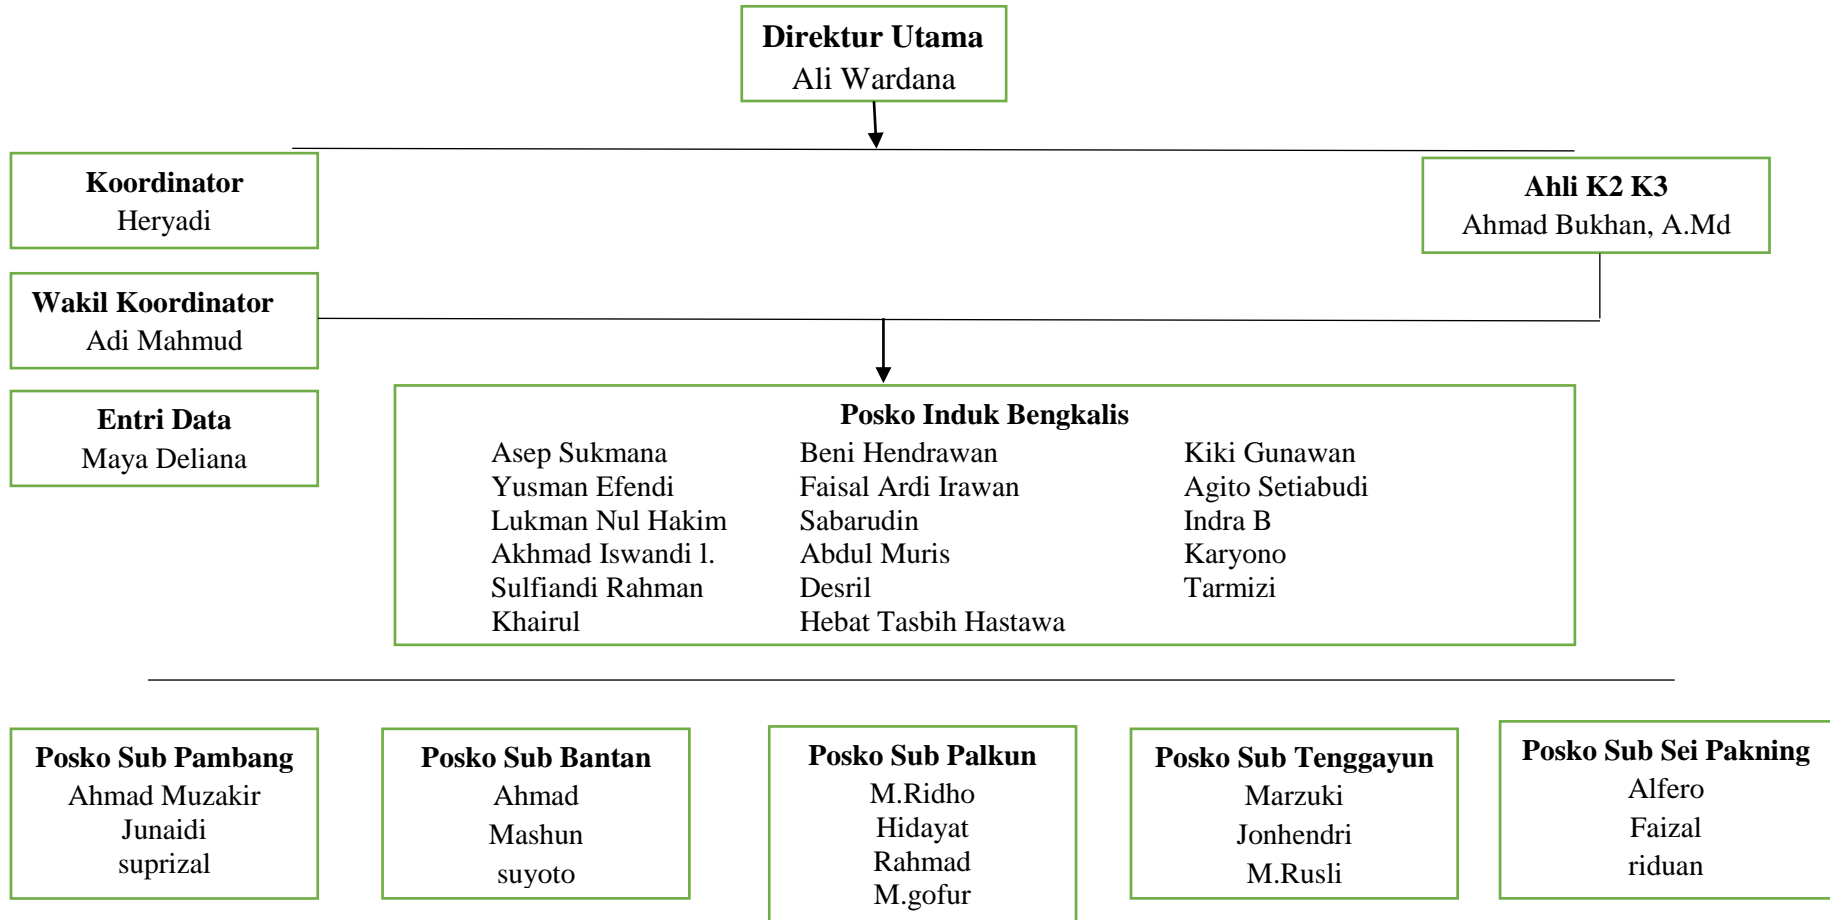 Direktur Utama
Ali Wardana
Koordinator
Heryadi
Ahli K2 K3
Ahmad Bukhan, A.Md
Wakil Koordinator
Adi Mahmud
Entri Data
Maya Deliana
Posko Induk Bengkalis
Asep Sukmana Beni Hendrawan Kiki Gunawan
Yusman Efendi Faisal Ardi Irawan Agito Setiabudi
Lukman Nul Hakim Sabarudin Indra B
Akhmad Iswandi l. Abdul Muris Karyono
Sulfiandi Rahman Desril Tarmizi
Khairul Hebat Tasbih Hastawa
Posko Sub Pambang
Ahmad Muzakir
Junaidi
suprizal
Posko Sub Bantan
Ahmad
Mashun
suyoto
Posko Sub Palkun
M.Ridho
Hidayat
Rahmad
M.gofur
Posko Sub Tenggayun
Marzuki
Jonhendri
M.Rusli
Posko Sub Sei Pakning
Alfero
Faizal
riduan